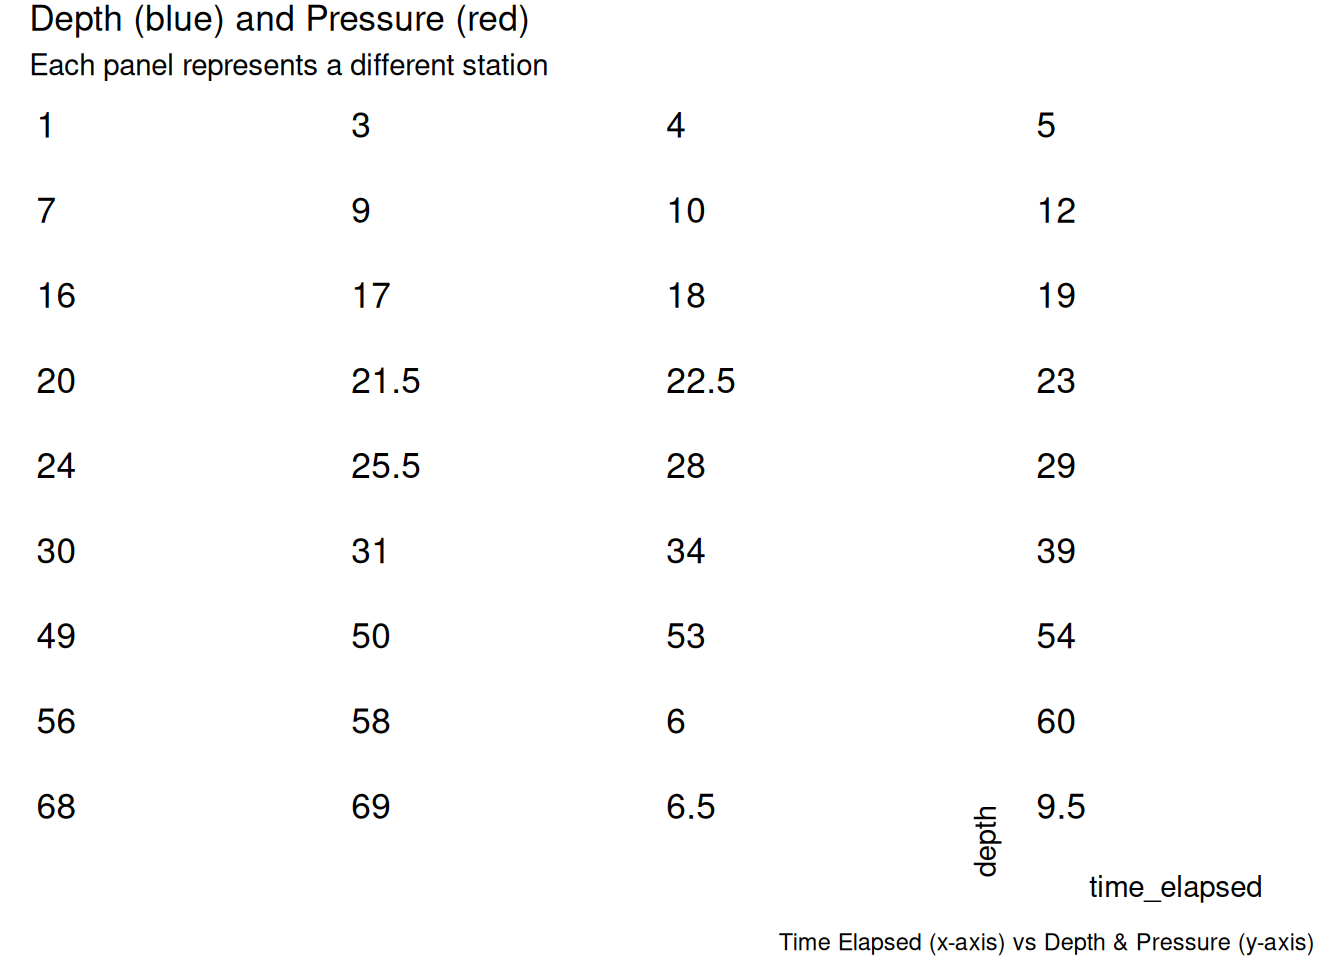 Depth (blue) and Pressure (red)
Each panel represents a different station
1 3 4 5
7 9 10 12
16 17 18 19
20 21.5 22.5 23
24 25.5 28 29
30 31 34 39
49 50 53 54
56 58 6 60
68 69 6.5 9.5
depth
time_elapsed
Time Elapsed (x-axis) vs Depth & Pressure (y-axis)